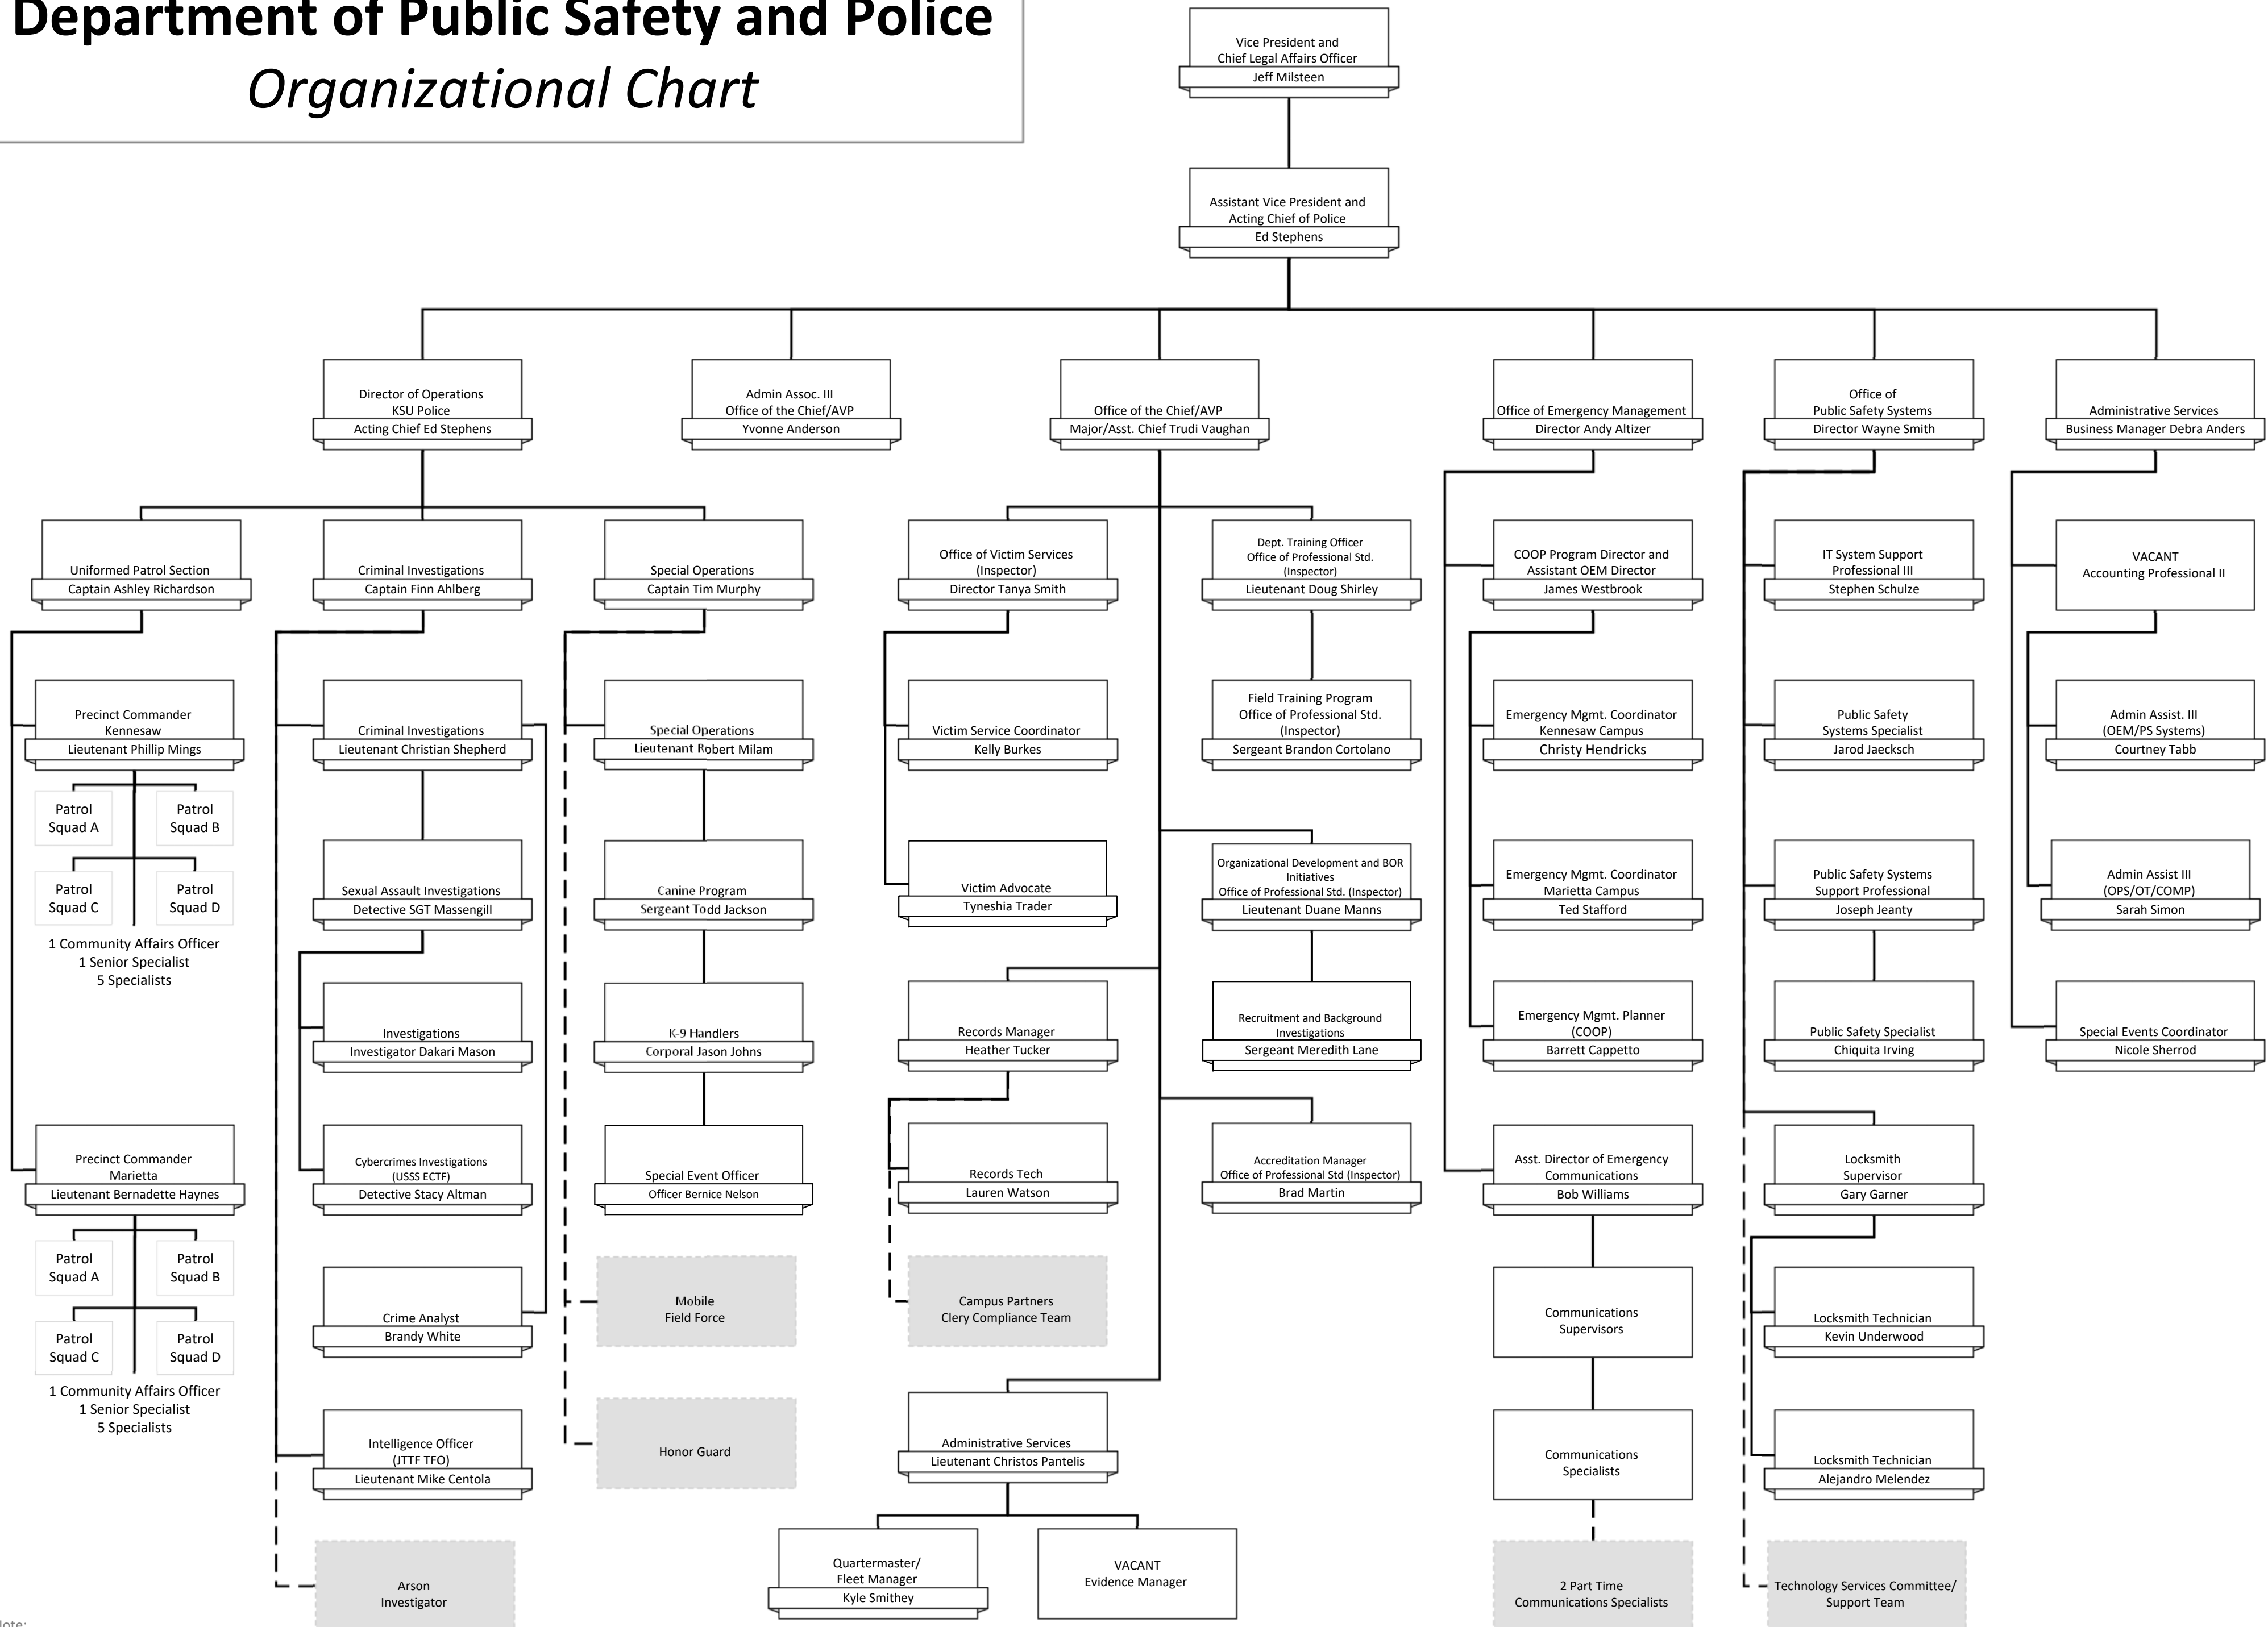 Department of Public Safety and Police
Organizational Chart
Vice President and
Chief Legal Affairs Officer
Jeff Milsteen
Assistant Vice President and
Acting Chief of Police
Ed Stephens
Director of Operations
KSU Police
Acting Chief Ed Stephens
Admin Assoc. III
Office of the Chief/AVP
Yvonne Anderson
Office of the Chief/AVP
Major/Asst. Chief Trudi Vaughan
Office of Emergency Management
Director Andy Altizer
Office of
Public Safety Systems
Director Wayne Smith
Administrative Services
Business Manager Debra Anders
Uniformed Patrol Section
Captain Ashley Richardson
Criminal Investigations
Captain Finn Ahlberg
Special Operations
Captain Tim Murphy
Office of Victim Services
(Inspector)
Director Tanya Smith
Dept. Training Officer
Office of Professional Std.
(Inspector)
Lieutenant Doug Shirley
COOP Program Director and
Assistant OEM Director
James Westbrook
IT System Support
Professional III
Stephen Schulze
VACANT
Accounting Professional II
Precinct Commander
Kennesaw
Lieutenant Phillip Mings
Criminal Investigations
Lieutenant Christian Shepherd
Special Operations
Lieutenant Robert Milam
Victim Service Coordinator
Kelly Burkes
Field Training Program
Office of Professional Std.
(Inspector)
Sergeant Brandon Cortolano
Emergency Mgmt. Coordinator
Kennesaw Campus
Christy Hendricks
Public Safety
Systems Specialist
Jarod Jaecksch
Admin Assist. III
(OEM/PS Systems)
Courtney Tabb
Patrol
Squad A
Patrol
Squad B
Patrol
Squad C
Patrol
Squad D
1 Community Affairs Officer
1 Senior Specialist
5 Specialists
Sexual Assault Investigations
Detective SGT Massengill
Canine Program
Sergeant Todd Jackson
Victim Advocate
Tyneshia Trader
Organizational Development and BOR
Initiatives
Office of Professional Std. (Inspector)
Lieutenant Duane Manns
Emergency Mgmt. Coordinator
Marietta Campus
Ted Stafford
Public Safety Systems
Support Professional
Joseph Jeanty
Admin Assist III
(OPS/OT/COMP)
Sarah Simon
Investigations
Investigator Dakari Mason
K-9 Handlers
Corporal Jason Johns
Records Manager
Heather Tucker
Recruitment and Background
Investigations
Sergeant Meredith Lane
Emergency Mgmt. Planner
(COOP)
Barrett Cappetto
Public Safety Specialist
Chiquita Irving
Special Events Coordinator
Nicole Sherrod
Precinct Commander
Marietta
Lieutenant Bernadette Haynes
Cybercrimes Investigations
(USSS ECTF)
Detective Stacy Altman
Special Event Officer
Officer Bernice Nelson
Records Tech
Lauren Watson
Accreditation Manager
Office of Professional Std (Inspector)
Brad Martin
Asst. Director of Emergency
Communications
Bob Williams
Locksmith
Supervisor
Gary Garner
Patrol
Squad A
Patrol
Squad B
Patrol
Squad C
Patrol
Squad D
1 Community Affairs Officer
1 Senior Specialist
5 Specialists
Crime Analyst
Brandy White
Mobile
Field Force
Campus Partners
Clery Compliance Team
Communications
Supervisors
Locksmith Technician
Kevin Underwood
Intelligence Officer
(JTTF TFO)
Lieutenant Mike Centola
Honor Guard
Administrative Services
Lieutenant Christos Pantelis
Communications
Specialists
Locksmith Technician
Alejandro Melendez
Arson
Investigator
Quartermaster/
Fleet Manager
Kyle Smithey
VACANT
Evidence Manager
2 Part Time
Communications Specialists
Technology Services Committee/
Support Team